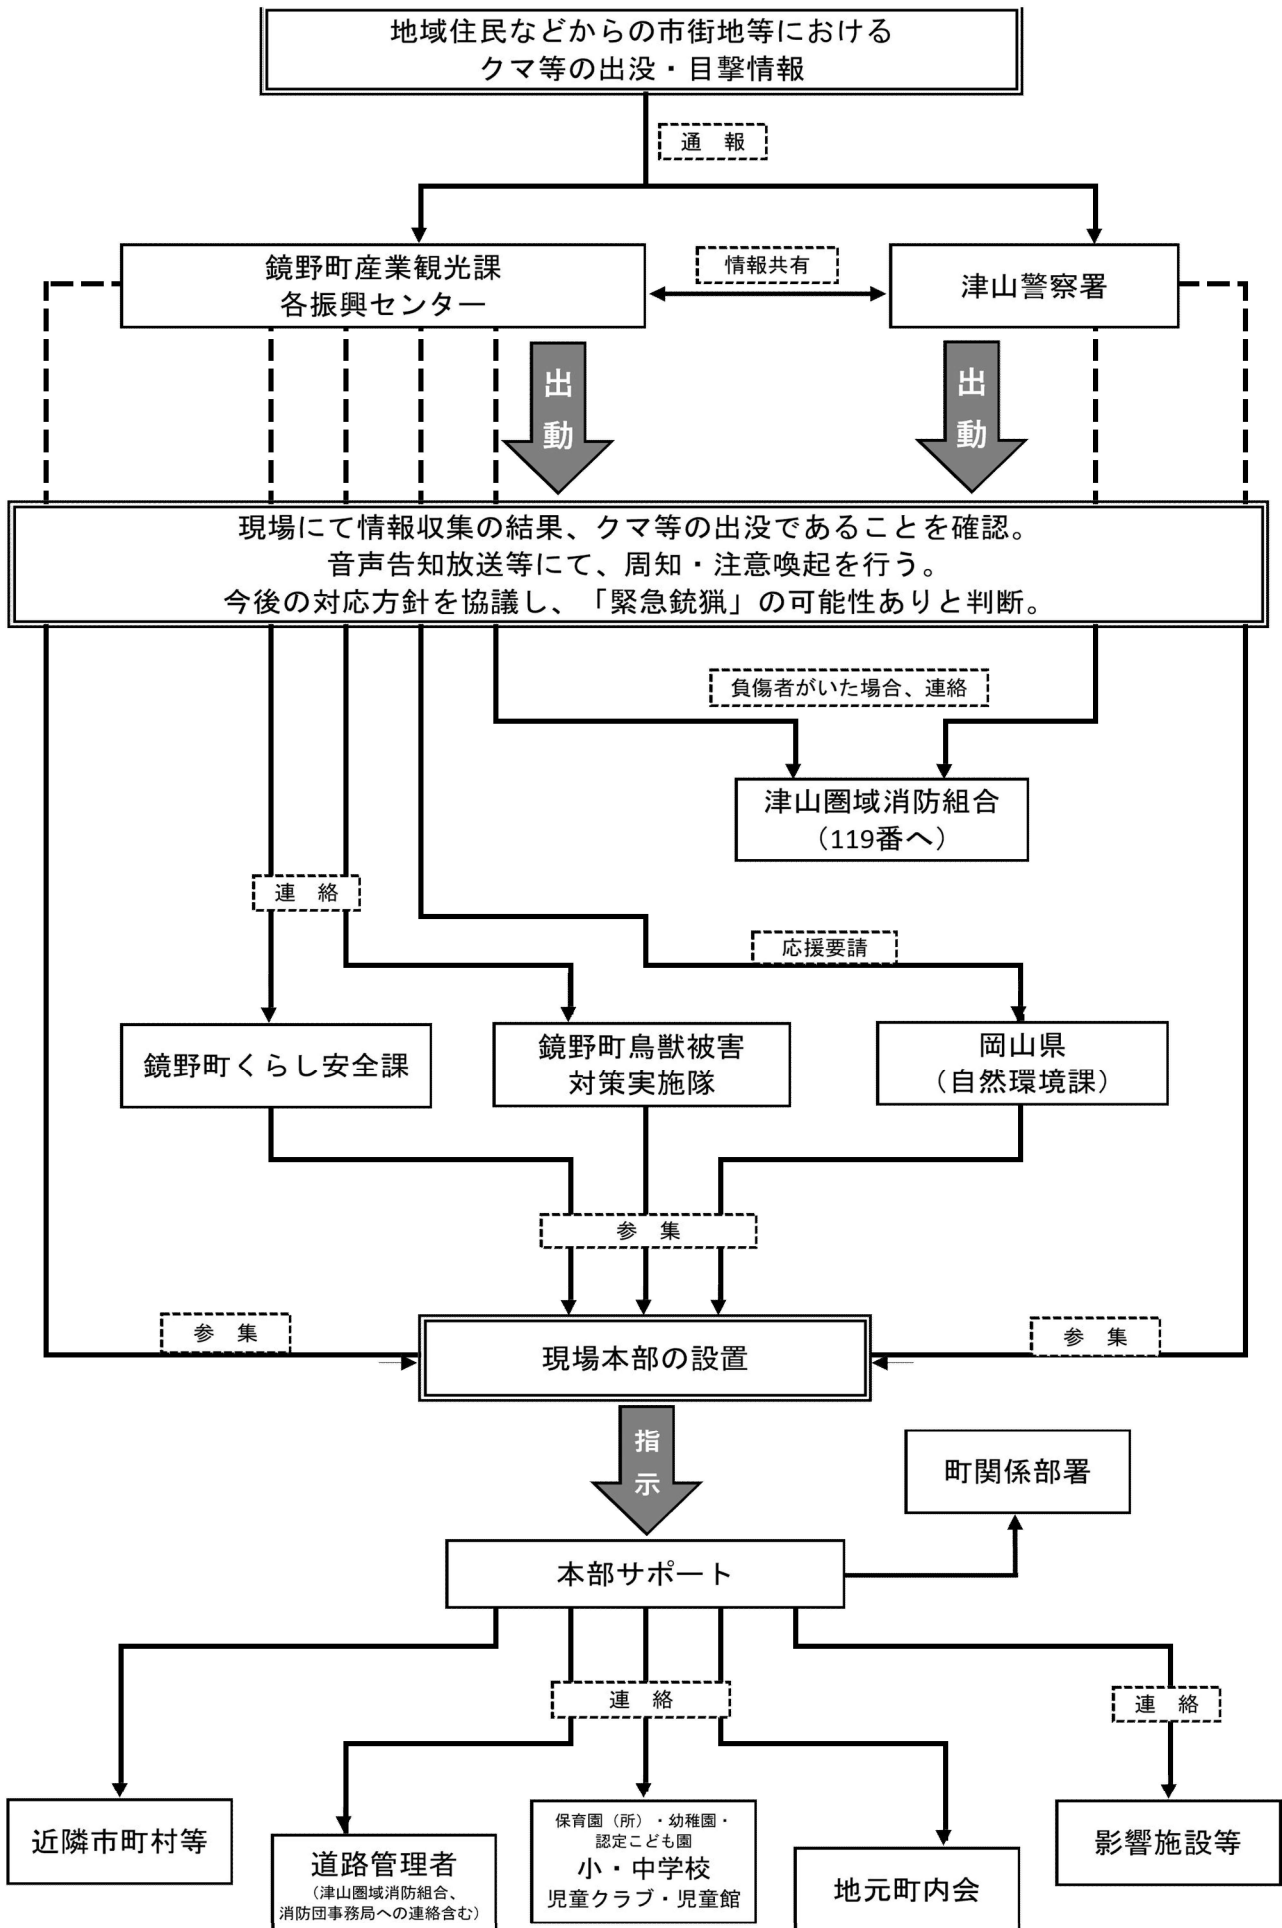 地域住民などからの市街地等における
クマ等の出没・目撃情報
通　報
鏡野町産業観光課
各振興センター
情報共有
津山警察署
出動
出動
現場にて情報収集の結果、クマ等の出没であることを確認。
音声告知放送等にて、周知・注意喚起を行う。
今後の対応方針を協議し、「緊急銃猟」の可能性ありと判断。
負傷者がいた場合、連絡
津山圏域消防組合
（119番へ）
連　絡
応援要請
鏡野町くらし安全課
鏡野町鳥獣被害
対策実施隊
岡山県
（自然環境課）
参　集
参　集
参　集
現場本部の設置
指示
町関係部署
本部サポート
連　絡
連　絡
近隣市町村等
道路管理者
（津山圏域消防組合、
消防団事務局への連絡含む）
保育園（所）・幼稚園・
認定こども園
小・中学校
児童クラブ・児童館
地元町内会
影響施設等